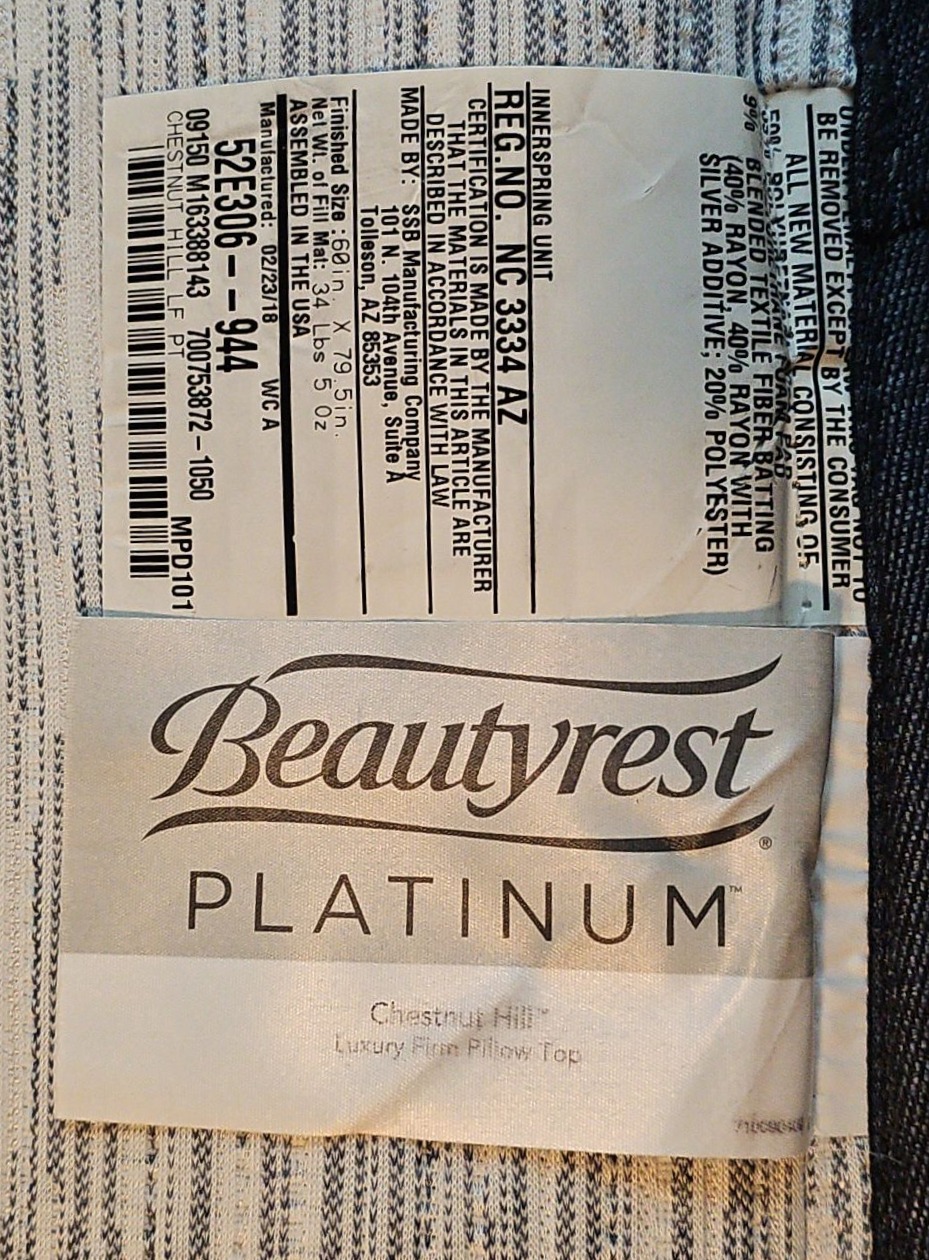 BE REMOVED EXCEPT BY THE CONSUMER
ALL NEW MATERIAL CONSISTING OF
9% BLENDED TEXTILE FIBER BATTING
(40% RAYON, 40% RAYON WITH
SILVER ADDITIVE; 20% POLYESTER)
INNERSPRING UNIT
REG.NO. NC 3334 AZ
CERTIFICATION IS MADE BY THE MANUFACTURER
THAT THE MATERIALS IN THIS ARTICLE ARE
DESCRIBED IN ACCORDANCE WITH LAW
MADE BY: SSB Manufacturing Company
101 N. 104th Avenue, Suite A
Tolleson, AZ 85353
Finished Size :60in. X 79.5in.
Net Wt. of Fill Mat: 34 Lbs 5 Oz
ASSEMBLED IN THE USA
Manufactured: 02/23/18 WC A
52E306--944
09150 M163388143 700753872-1050 MPD101
CHESTNUT HILL LF PT
Beautyrest®
PLATINUM™
Chestnut Hill™
Luxury Firm Pillow Top